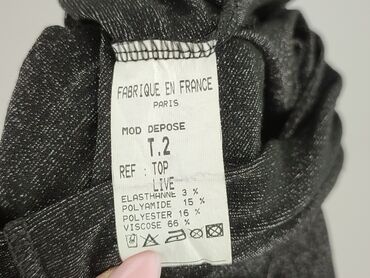 FABRIQUE EN FRANCE
PARIS
MOD DEPOSE
T.2
REF : TOP
LIVE
ELASTHANNE 3 %
POLYAMIDE 15 %
POLYESTER 16 %
VISCOSE 66 %